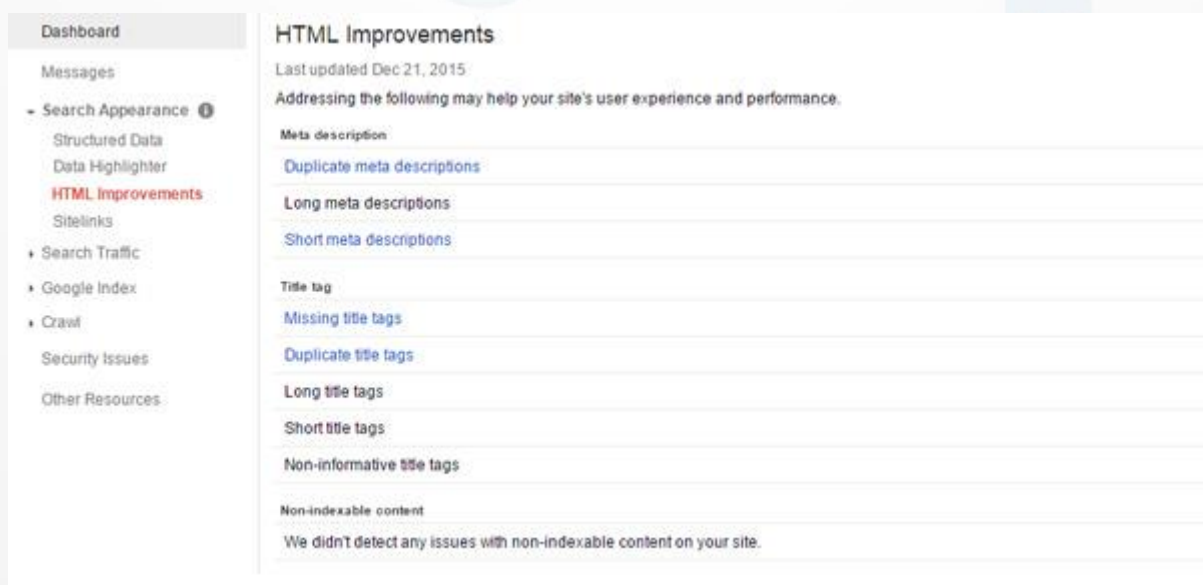 Dashboard
Messages
Search Appearance
Structured Data
Data Highlighter
HTML Improvements
Sitelinks
Search Traffic
Google Index
Crawl
Security Issues
Other Resources
HTML Improvements
Last updated Dec 21, 2015
Addressing the following may help your site's user experience and performance.
Meta description
Duplicate meta descriptions
Long meta descriptions
Short meta descriptions
Title tag
Missing title tags
Duplicate title tags
Long title tags
Short title tags
Non-informative title tags
Non-indexable content
We didn't detect any issues with non-indexable content on your site.